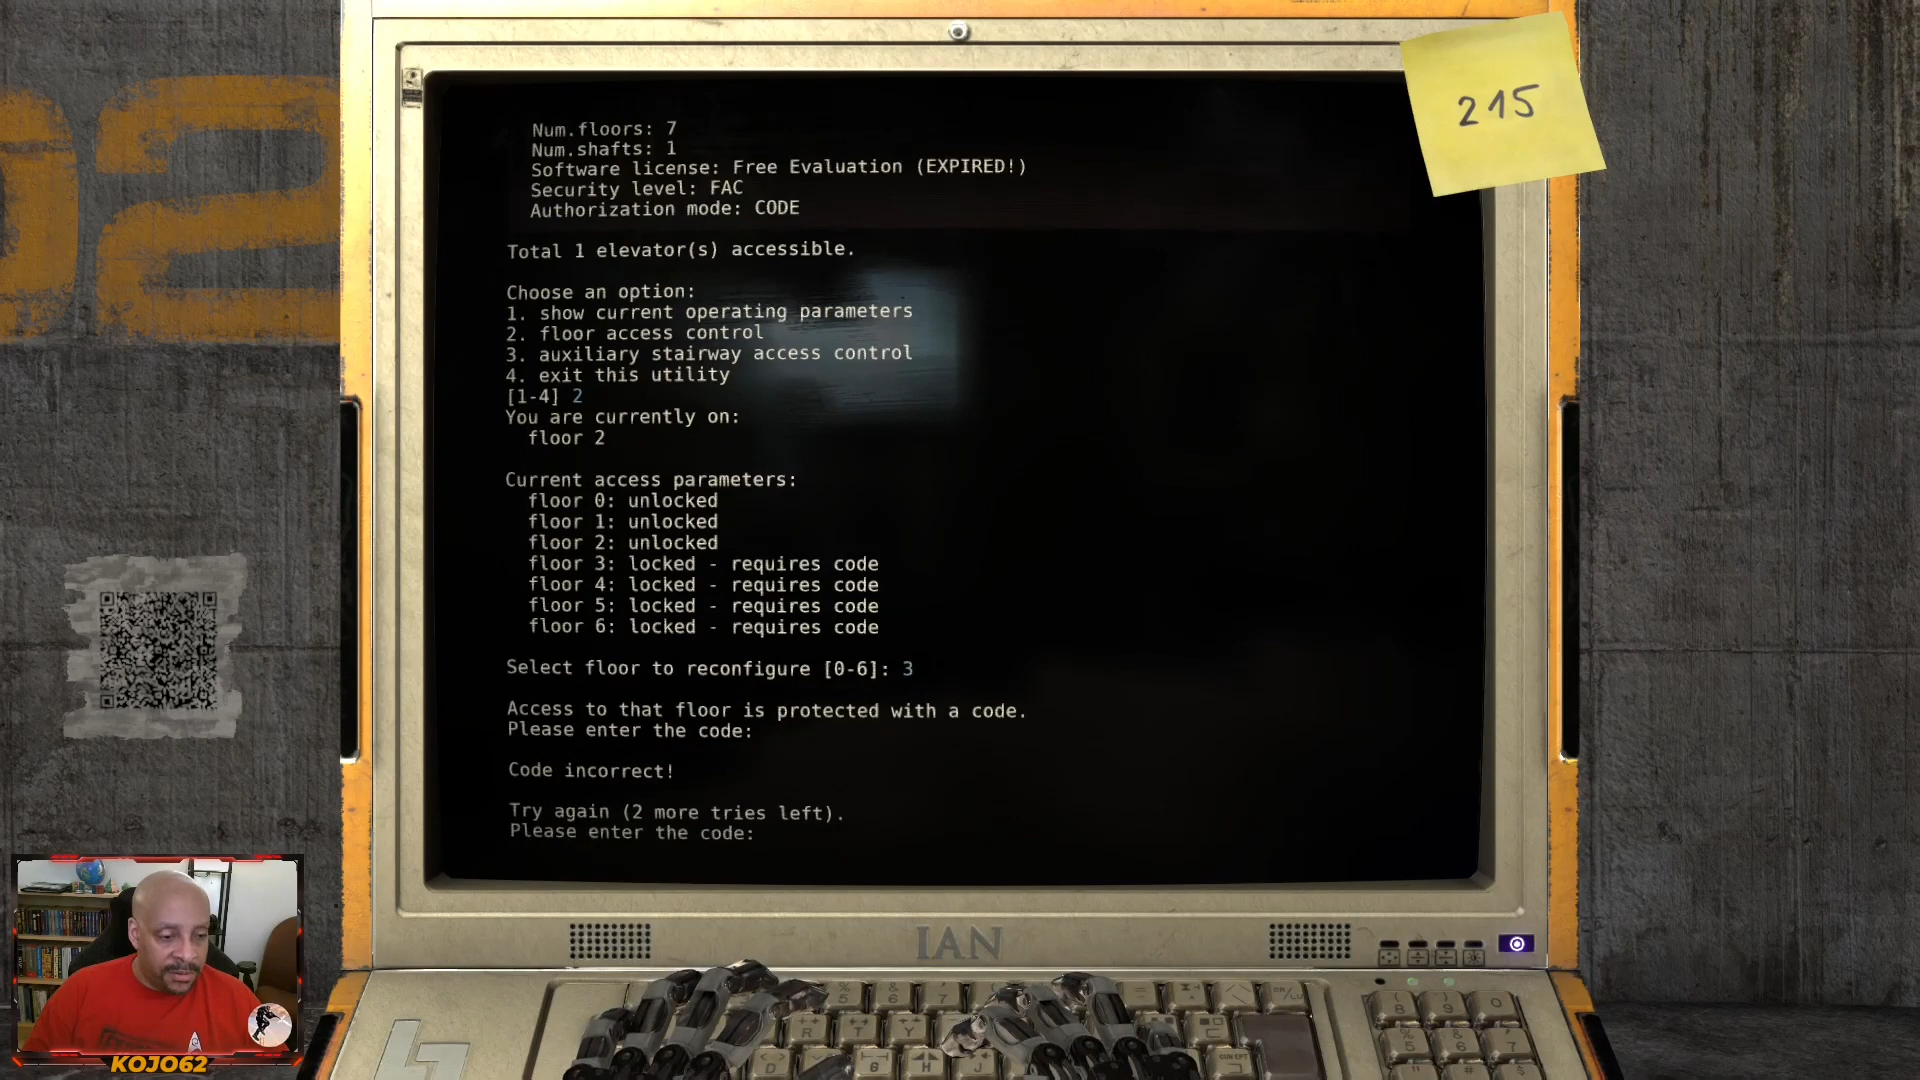 02
215
Num.floors: 7
Num.shafts: 1
Software license: Free Evaluation (EXPIRED!)
Security level: FAC
Authorization mode: CODE
Total 1 elevator(s) accessible.
Choose an option:
1. show current operating parameters
2. floor access control
3. auxiliary stairway access control
4. exit this utility
[1-4] 2
You are currently on:
floor 2
Current access parameters:
floor 0: unlocked
floor 1: unlocked
floor 2: unlocked
floor 3: locked - requires code
floor 4: locked - requires code
floor 5: locked - requires code
floor 6: locked - requires code
Select floor to reconfigure [0-6]: 3
Access to that floor is protected with a code.
Please enter the code:
Code incorrect!
Try again (2 more tries left).
Please enter the code:
IAN
KOJO62